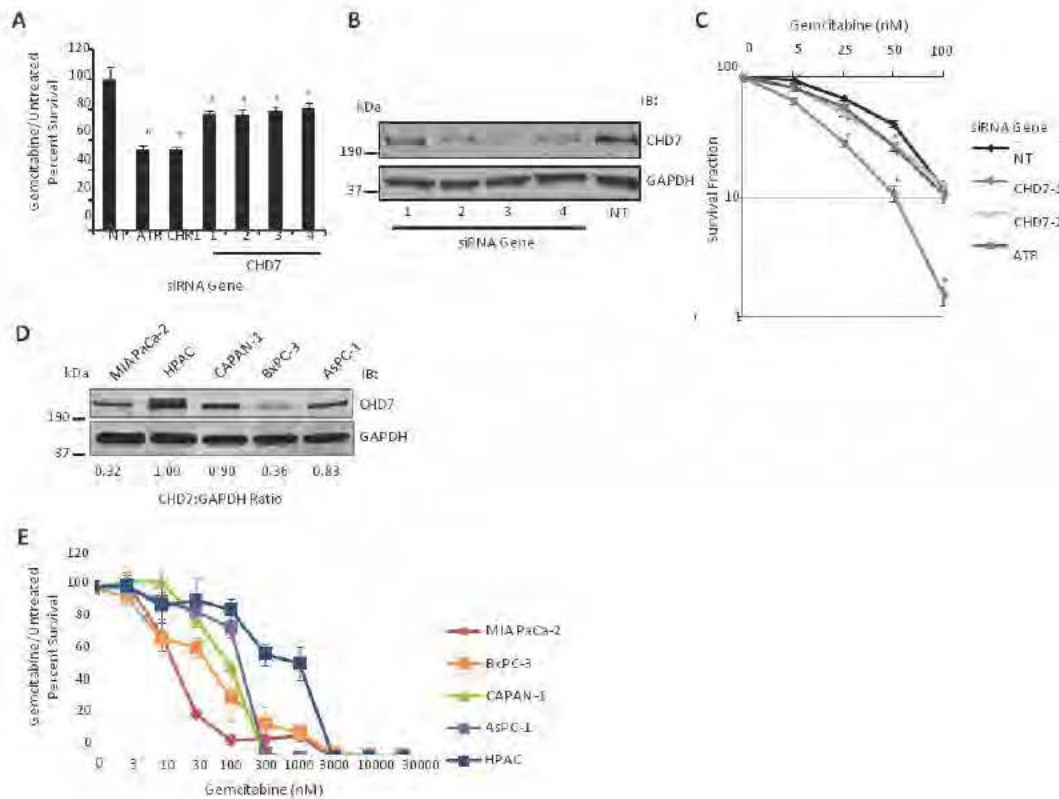 A
Gemcitabine/Untreated
Percent Survival
120
100
80
60
40
20
0
NT ATR CHK1 1 2 3 4
CHD7
siRNA Gene
B
kDa
IB:
CHD7
190
GAPDH
37
1 2 3 4 NT
siRNA Gene
C
Gemcitabine (nM)
0 5 25 50 100
100
10
1
Survival Fraction
siRNA Gene
NT
CHD7-
CHD7-
ATR
D
MIA PaCa-2 HPAC CAPAN-1 BxPC-3 AsPC-1
kDa
IB:
CHD7
190
GAPDH
37
0.32 1.00 0.90 0.36 0.83
CHD7:GAPDH Ratio
E
Gemcitabine/Untreated
Percent Survival
120
100
80
60
40
20
0
0 3 10 30 100 300 1000 3000 10000 30000
Gemcitabine (nM)
MIA PaCa-2
BxPC-3
CAPAN-1
AsPC-1
HPAC